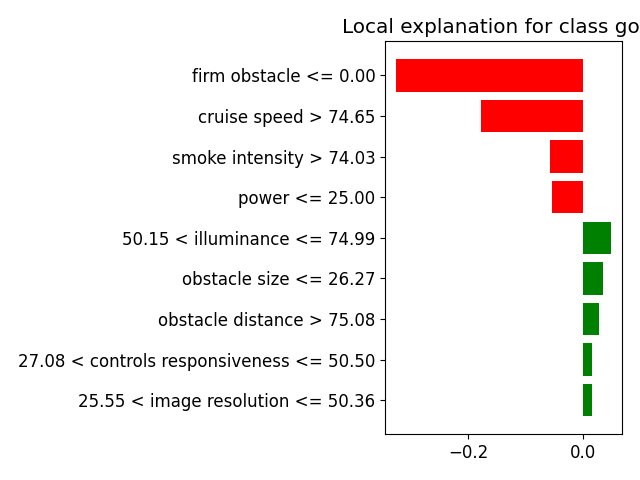 Local explanation for class go
firm obstacle <= 0.00
cruise speed > 74.65
smoke intensity > 74.03
power <= 25.00
50.15 < illuminance <= 74.99
obstacle size <= 26.27
obstacle distance > 75.08
27.08 < controls responsiveness <= 50.50
25.55 < image resolution <= 50.36
−0.2 0.0